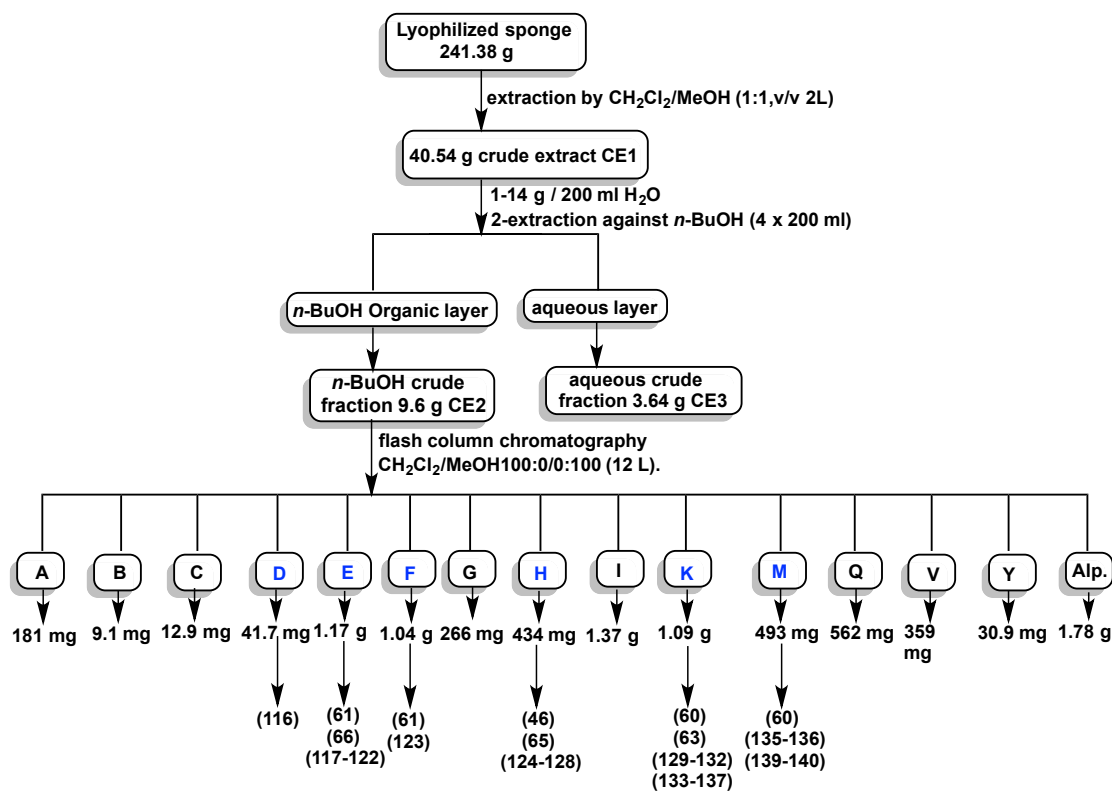 Lyophilized sponge
241.38 g
extraction by CH₂Cl₂/MeOH (1:1,v/v 2L)
40.54 g crude extract CE1
1-14 g / 200 ml H₂O
2-extraction against n-BuOH (4 x 200 ml)
n-BuOH Organic layer
aqueous layer
n-BuOH crude
fraction 9.6 g CE2
aqueous crude
fraction 3.64 g CE3
flash column chromatography
CH₂Cl₂/MeOH100:0/0:100 (12 L).
A B C D E F G H I K M Q V Y Alp.
181 mg 9.1 mg 12.9 mg 41.7 mg 1.17 g 1.04 g 266 mg 434 mg 1.37 g 1.09 g 493 mg 562 mg 359 mg 30.9 mg 1.78 g
(116)
(61)
(66)
(117-122)
(61)
(123)
(46)
(65)
(124-128)
(60)
(63)
(129-132)
(133-137)
(60)
(135-136)
(139-140)